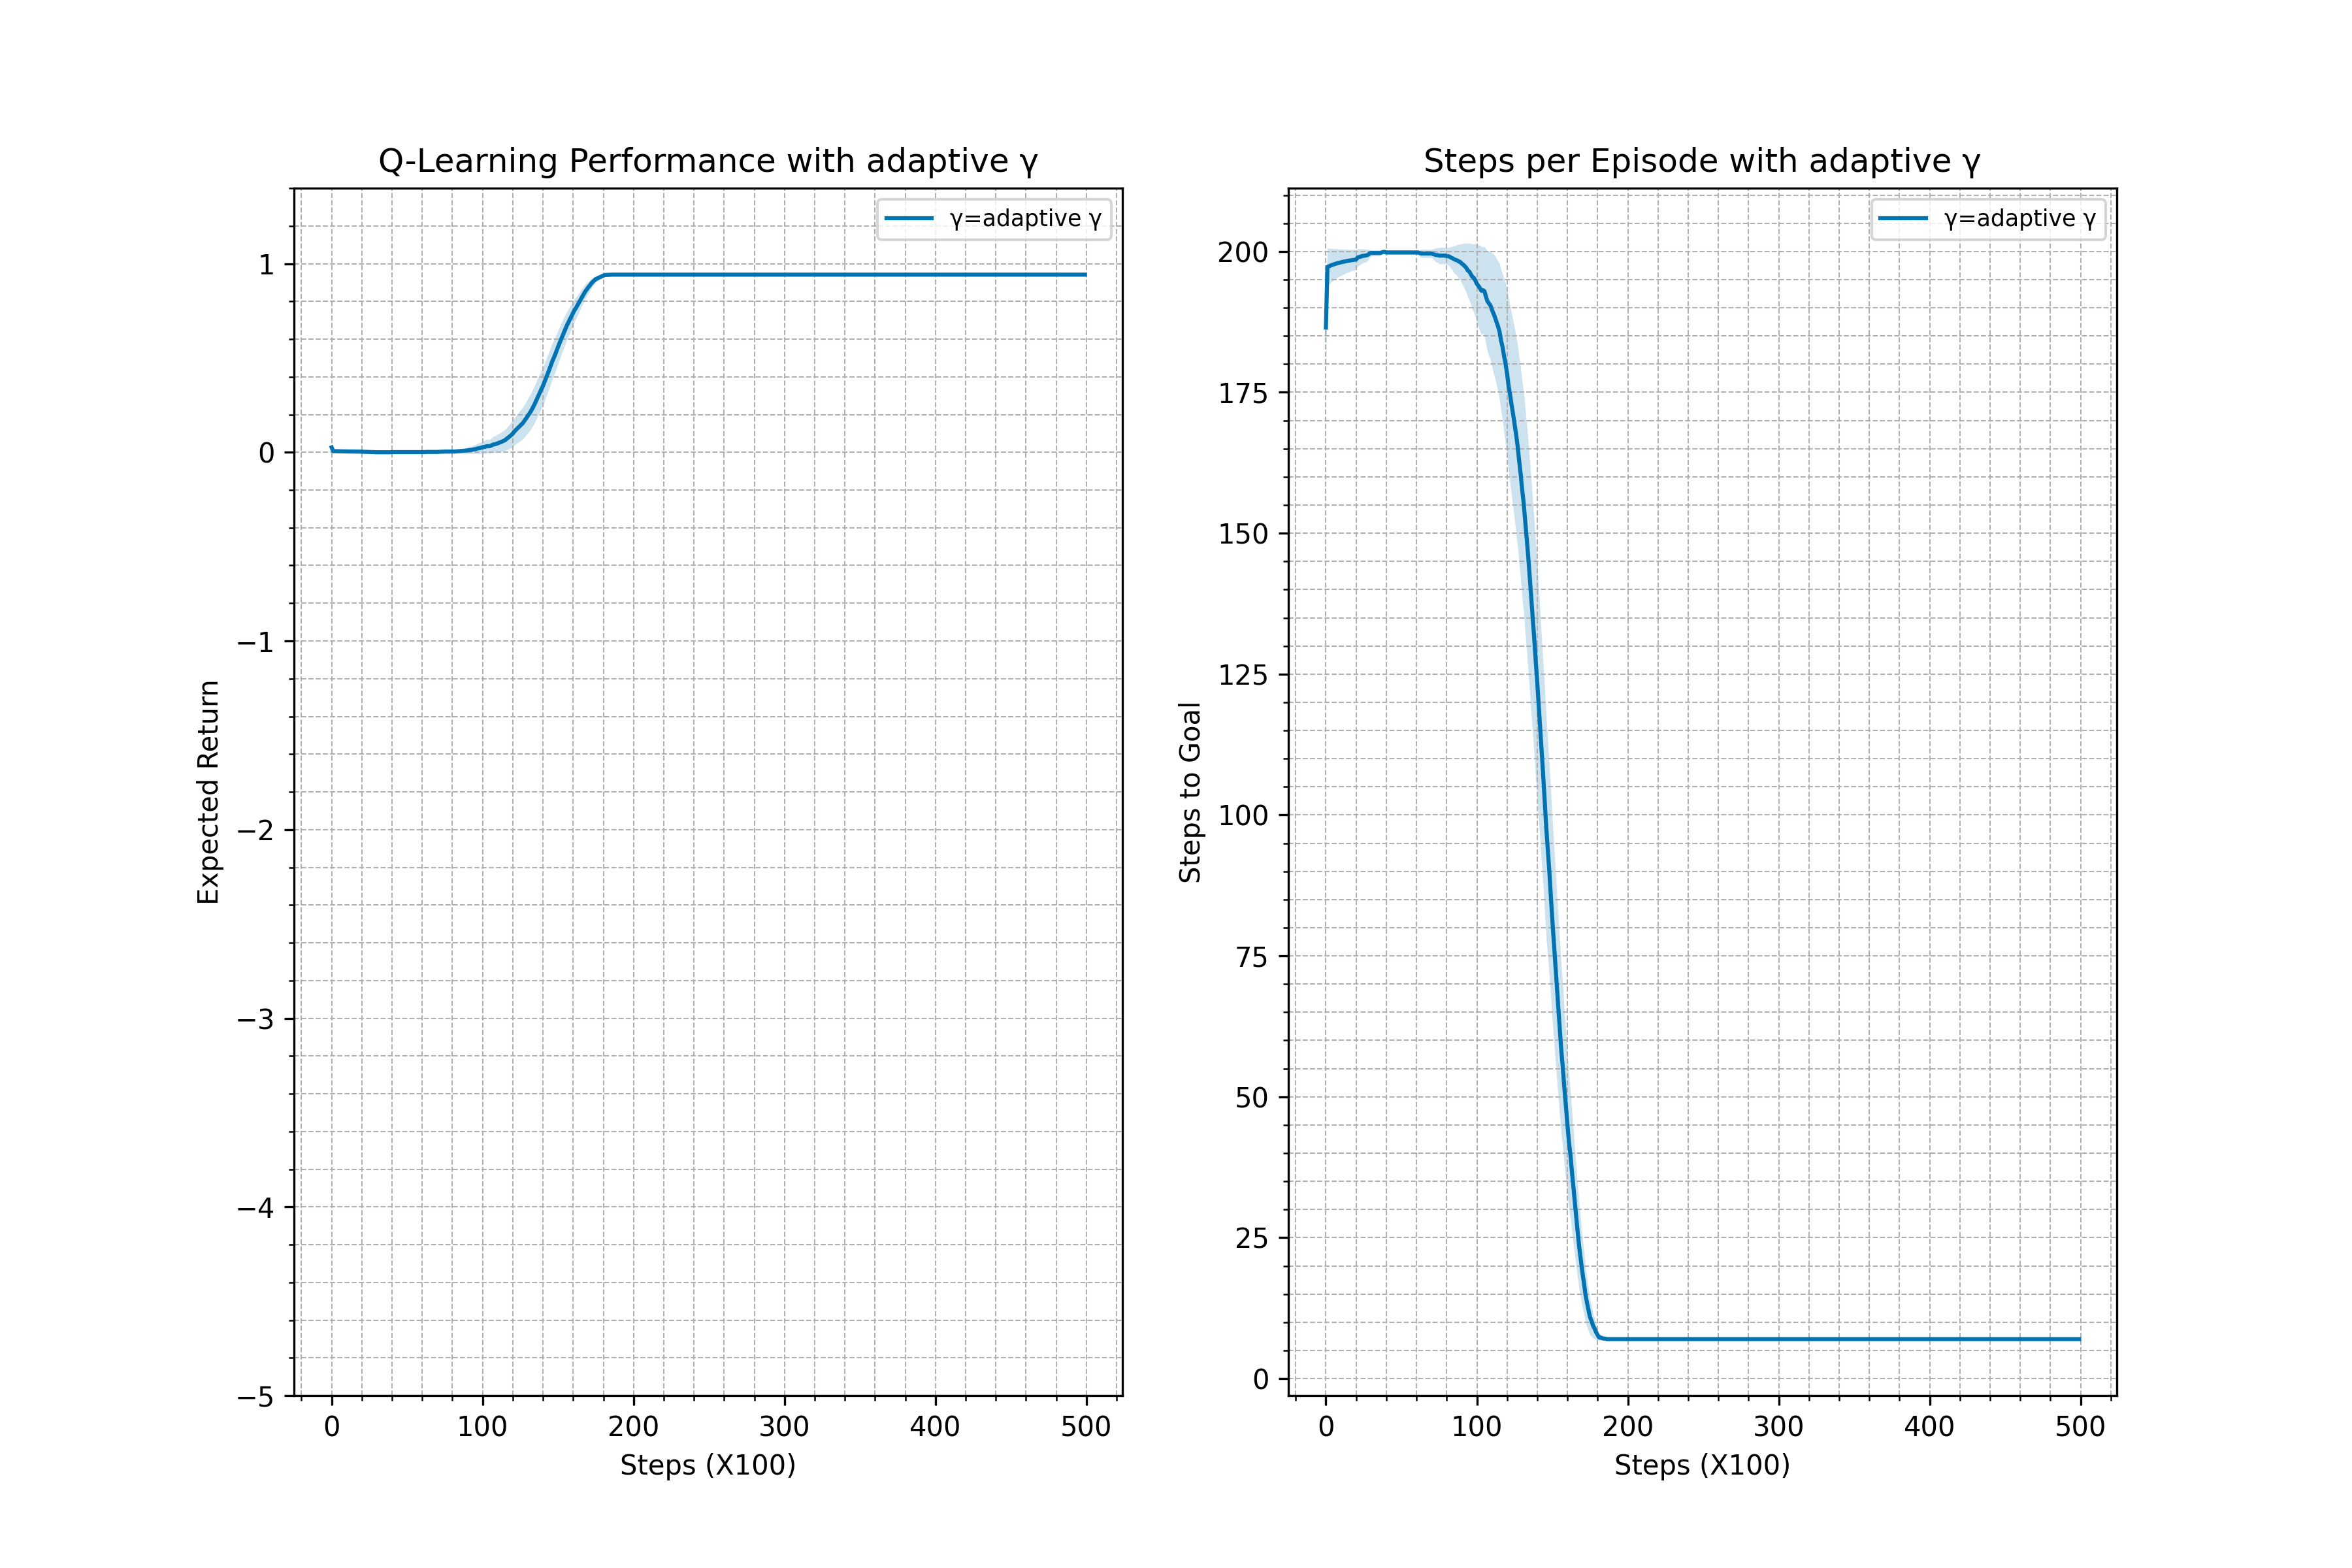 Q-Learning Performance with adaptive γ
γ=adaptive γ
Expected Return
1
0
−1
−2
−3
−4
−5
0 100 200 300 400 500
Steps (X100)
Steps per Episode with adaptive γ
γ=adaptive γ
Steps to Goal
200
175
150
125
100
75
50
25
0
0 100 200 300 400 500
Steps (X100)